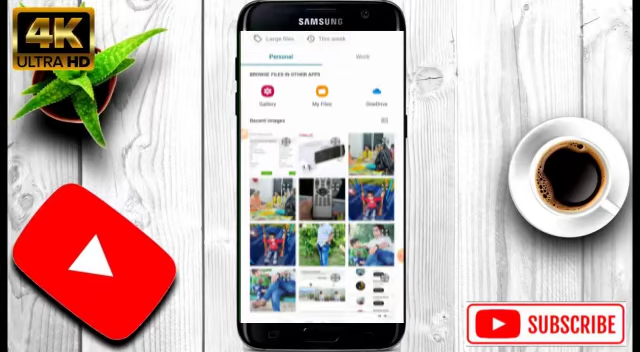 4K
ULTRA HD
SAMSUNG
Large files
This week
Personal
Work
BROWSE FILES IN OTHER APPS
Gallery
My Files
OneDrive
Recent images
SUBSCRIBE